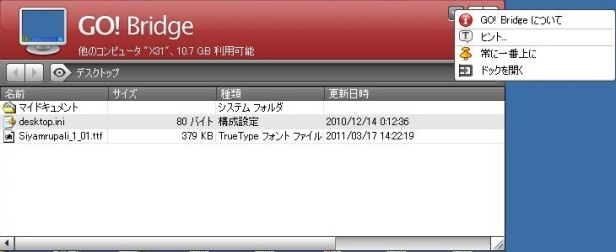 GO! Bridge
他のコンピュータ "X31"、10.7 GB 利用可能
GO! Bridge について
ヒント...
常に一番上に
ドックを開く
デスクトップ
名前 サイズ 種類 更新日時
マイドキュメント システム フォルダ
desktop.ini 80 バイト 構成設定 2010/12/14 0:12:36
Siyamrupali_1_01.ttf 379 KB TrueType フォント ファイル 2011/03/17 14:22:19